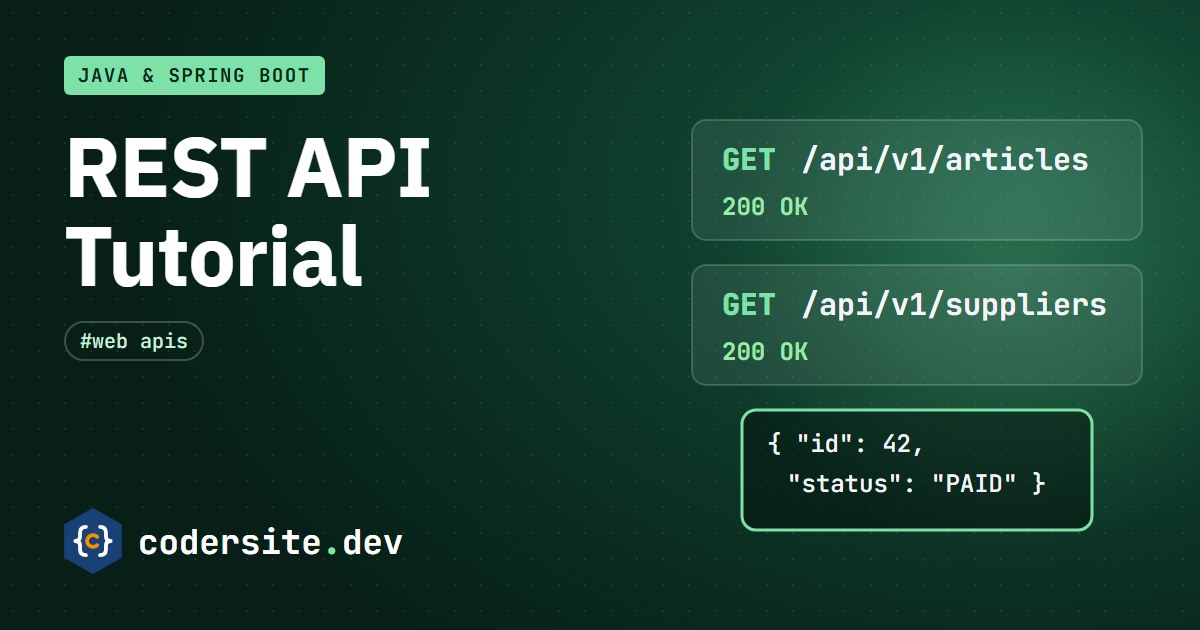 JAVA & SPRING BOOT
REST API
Tutorial
#web apis
GET /api/v1/articles
200 OK
GET /api/v1/suppliers
200 OK
{ "id": 42,
"status": "PAID" }
{c} codersite.dev